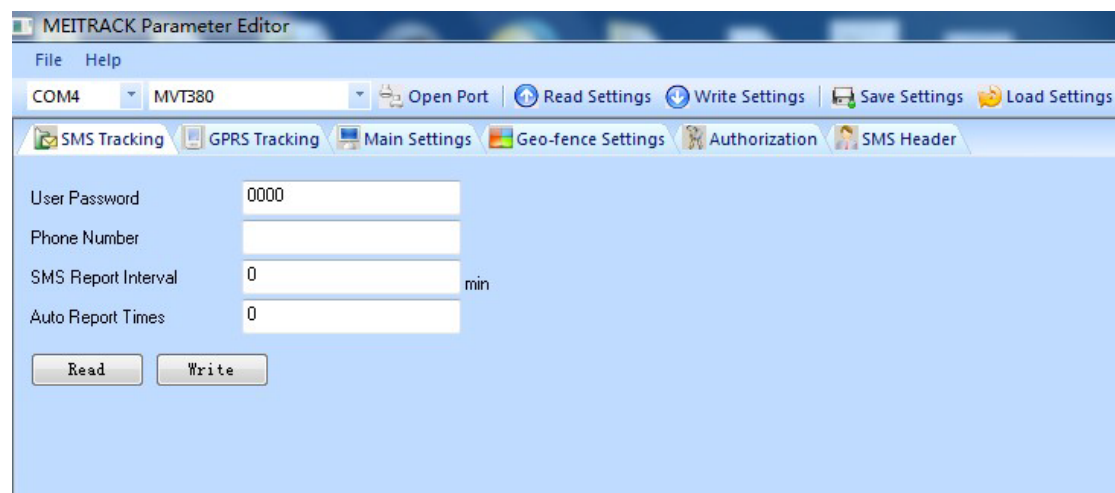 MEITRACK Parameter Editor
File Help
COM4 MVT380 Open Port Read Settings Write Settings Save Settings Load Settings
SMS Tracking GPRS Tracking Main Settings Geo-fence Settings Authorization SMS Header
User Password 0000
Phone Number
SMS Report Interval 0 min
Auto Report Times 0
Read Write